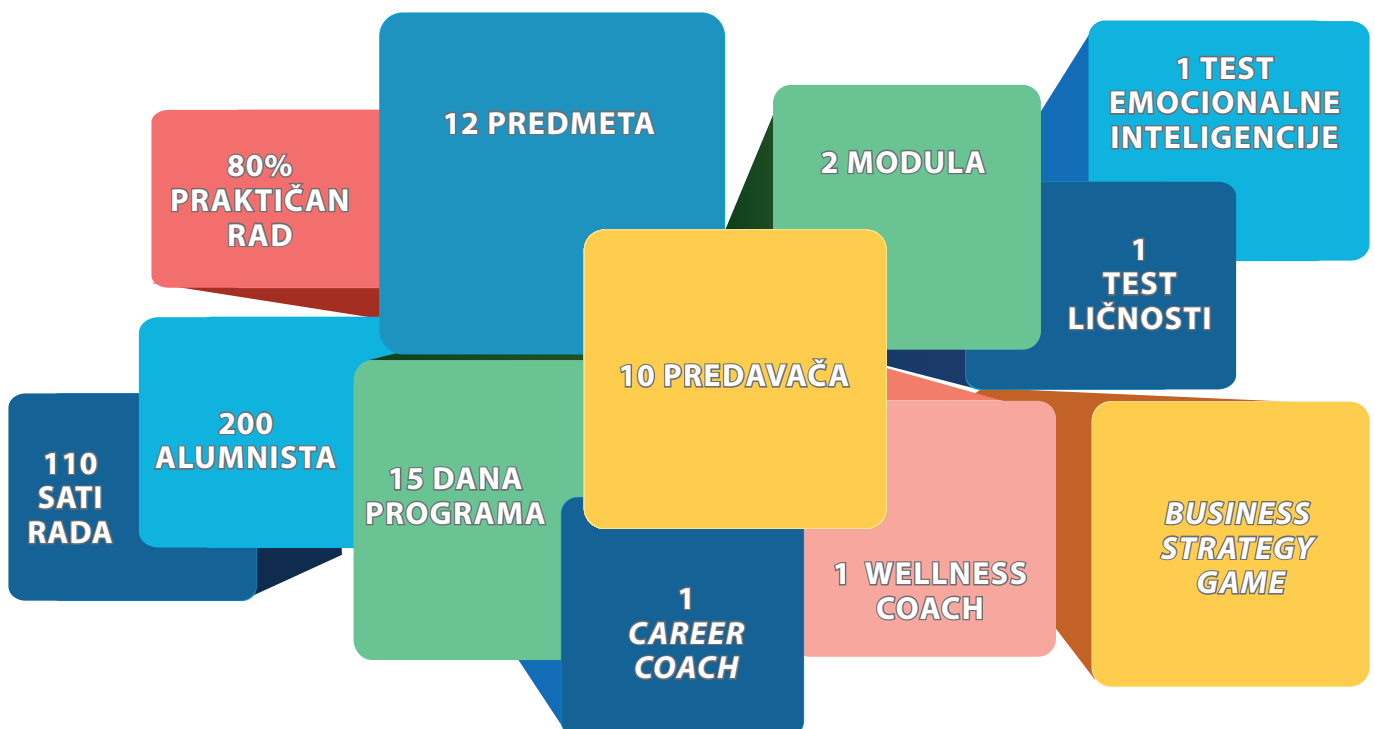 80%
PRAKTIČAN
RAD
12 PREDMETA
2 MODULA
1 TEST
EMOCIONALNE
INTELIGENCIJE
1
TEST
LIČNOSTI
110
SATI
RADA
200
ALUMNISTA
15 DANA
PROGRAMA
10 PREDAVAČA
1
CAREER
COACH
1 WELLNESS
COACH
BUSINESS
STRATEGY
GAME